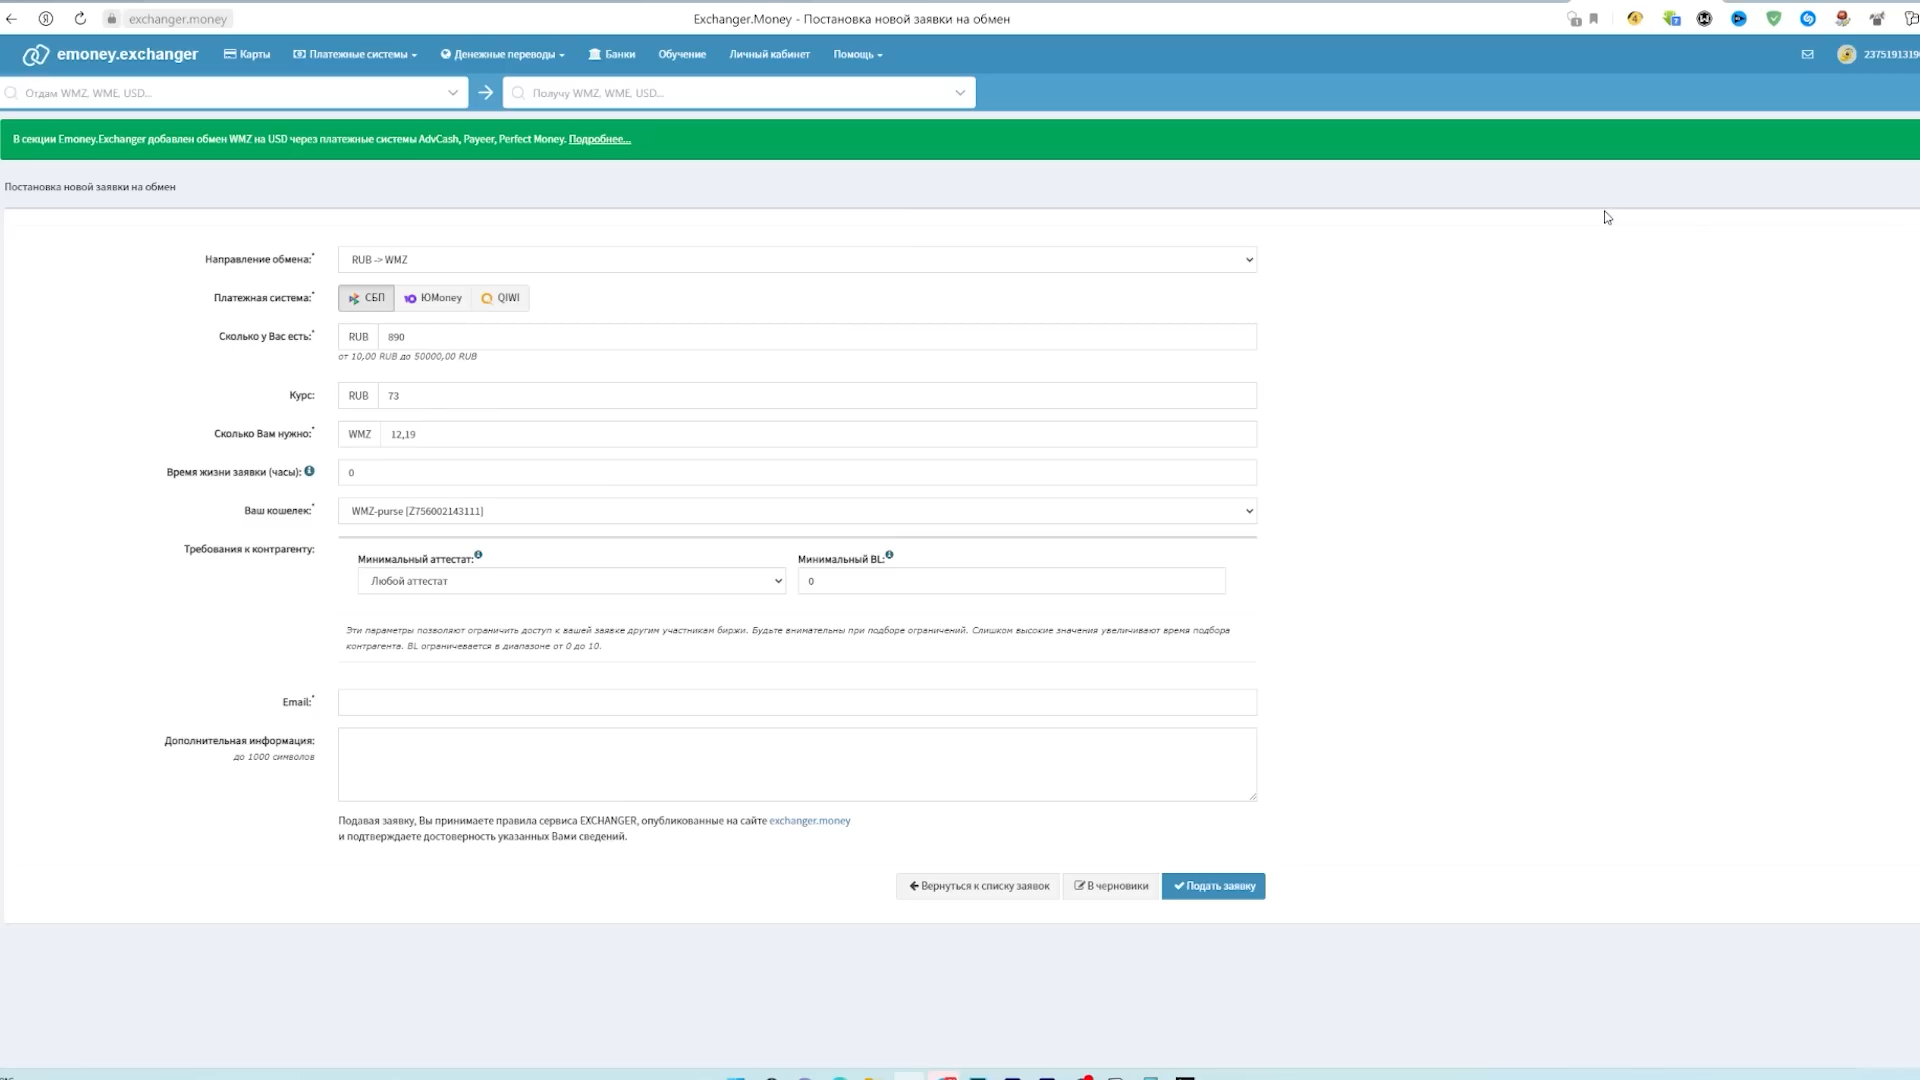 exchanger.money
Exchanger.Money - Постановка новой заявки на обмен
emoney.exchanger
Карты
Платежные системы
Денежные переводы
Банки
Обучение
Личный кабинет
Помощь
Отдам WMZ, WME, USD...
Получу WMZ, WME, USD...
В секции Emoney.Exchanger добавлен обмен WMZ на USD через платежные системы AdvCash, Payeer, Perfect Money. Подробнее...
Постановка новой заявки на обмен
Направление обмена:*
RUB -> WMZ
Платежная система:*
СБП
ЮMoney
QIWI
Сколько у Вас есть:*
RUB 890
от 10,00 RUB до 50000,00 RUB
Курс:
RUB 73
Сколько Вам нужно:*
WMZ 12,19
Время жизни заявки (часы):
0
Ваш кошелек:*
WMZ-purse [Z756002143111]
Требования к контрагенту:
Минимальный аттестат:
Минимальный BL:
Любой аттестат
0
Эти параметры позволяют ограничить доступ к вашей заявке другим участникам биржи. Будьте внимательны при подборе ограничений. Слишком высокие значения увеличивают время подбора
контрагента. BL ограничевается в диапазоне от 0 до 10.
Email:*
Дополнительная информация:
до 1000 символов
Подавая заявку, Вы принимаете правила сервиса EXCHANGER, опубликованные на сайте exchanger.money
и подтверждаете достоверность указанных Вами сведений.
Вернуться к списку заявок
В черновики
Подать заявку